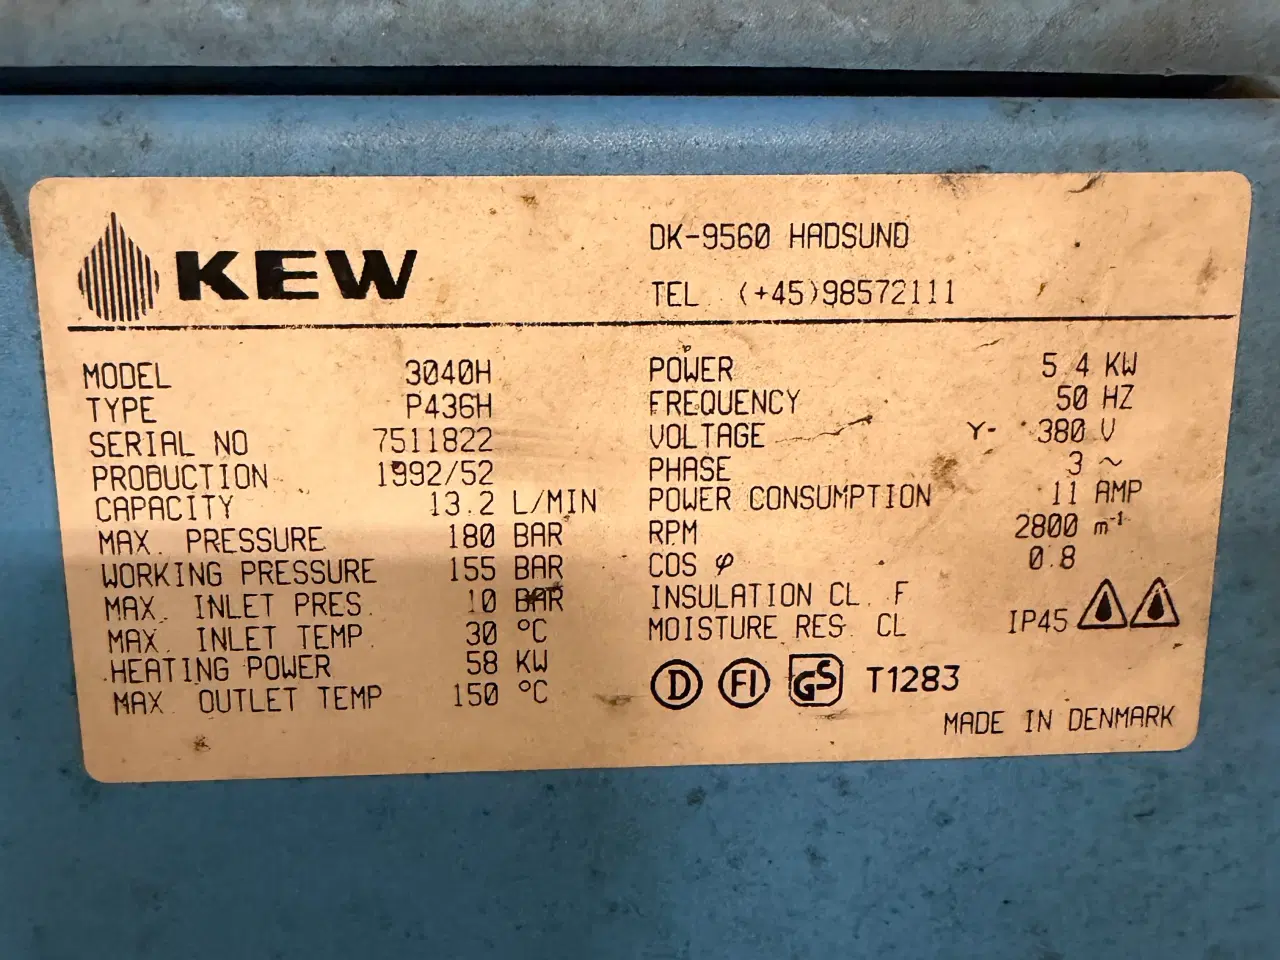 KEW
DK-9560 HADSUND
TEL. (+45)98572111
MODEL 3040H
TYPE P436H
SERIAL NO 7511822
PRODUCTION 1992/52
CAPACITY 13.2 L/MIN
MAX. PRESSURE 180 BAR
WORKING PRESSURE 155 BAR
MAX. INLET PRES. 10 BAR
MAX. INLET TEMP. 30 °C
HEATING POWER 58 KW
MAX. OUTLET TEMP 150 °C
POWER 5.4 KW
FREQUENCY 50 HZ
VOLTAGE Y- 380 V
PHASE 3 ~
POWER CONSUMPTION 11 AMP
RPM 2800 m⁻¹
COS φ 0.8
INSULATION CL. F
MOISTURE RES. CL IP45
D FI GS T1283
MADE IN DENMARK